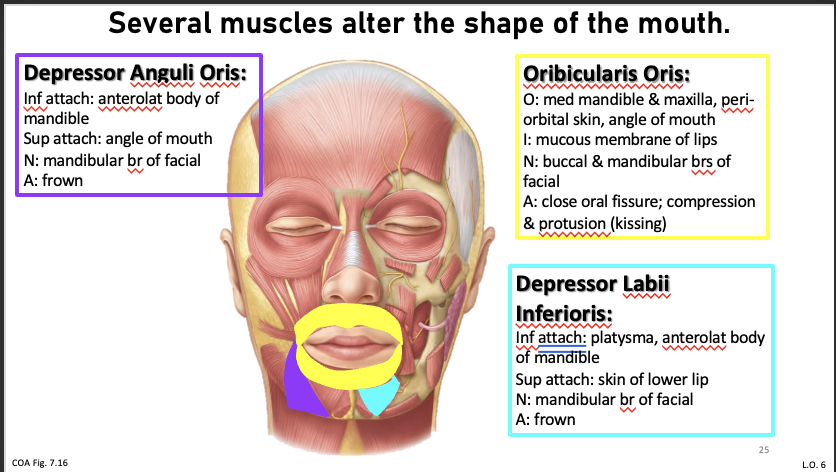 Several muscles alter the shape of the mouth.
Depressor Anguli Oris:
Inf attach: anterolat body of
mandible
Sup attach: angle of mouth
N: mandibular br of facial
A: frown
Oribicularis Oris:
O: med mandible & maxilla, peri-
orbital skin, angle of mouth
I: mucous membrane of lips
N: buccal & mandibular brs of
facial
A: close oral fissure; compression
& protusion (kissing)
Depressor Labii
Inferioris:
Inf attach: platysma, anterolat body
of mandible
Sup attach: skin of lower lip
N: mandibular br of facial
A: frown
25
COA Fig. 7.16
L.O. 6